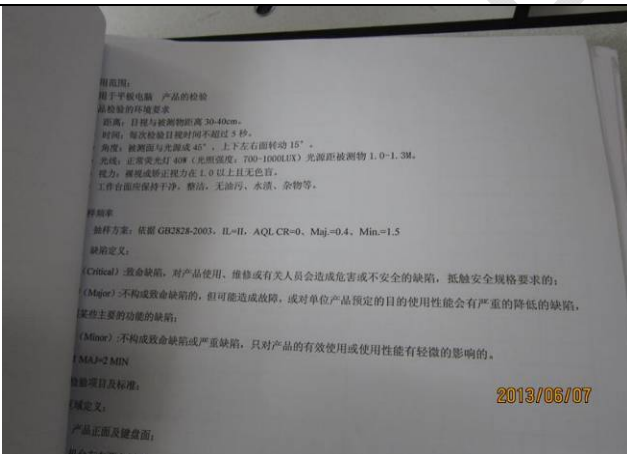 用范围:
用于平板电脑 产品的检验
品检验的环境要求
距离:目视与被测物距离 30-40cm。
时间:每次检验目视时间不超过 3 秒。
角度:被测面与光源成 45°,上下左右面转动 15°。
光线:正常荧光灯 40W(光照强度:700-1000LUX)光源距被测物 1.0-1.3M。
视力:裸视或矫正视力在 1.0 以上且无色盲。
工作台面应保持干净,整洁,无油污、水渍、杂物等。
样频率
抽样方案:依据 GB2828-2003、IL=II、AQL CR=0、Maj.=0.4、Min.=1.5
缺陷定义:
(Critical):致命缺陷,对产品使用、维修或有关人员会造成危害或不安全的缺陷,抵触安全规格要求的;
(Major):不构成致命缺陷的,但可能造成故障,或对单位产品预定的目的使用性能会有严重的降低的缺陷,
某些主要的功能的缺陷;
(Minor):不构成致命缺陷或严重缺陷,只对产品的有效使用或使用性能有轻微的影响的。
MAJ=2 MIN
检验项目及标准:
区域定义:
产品正面及键盘面;
2013/06/07